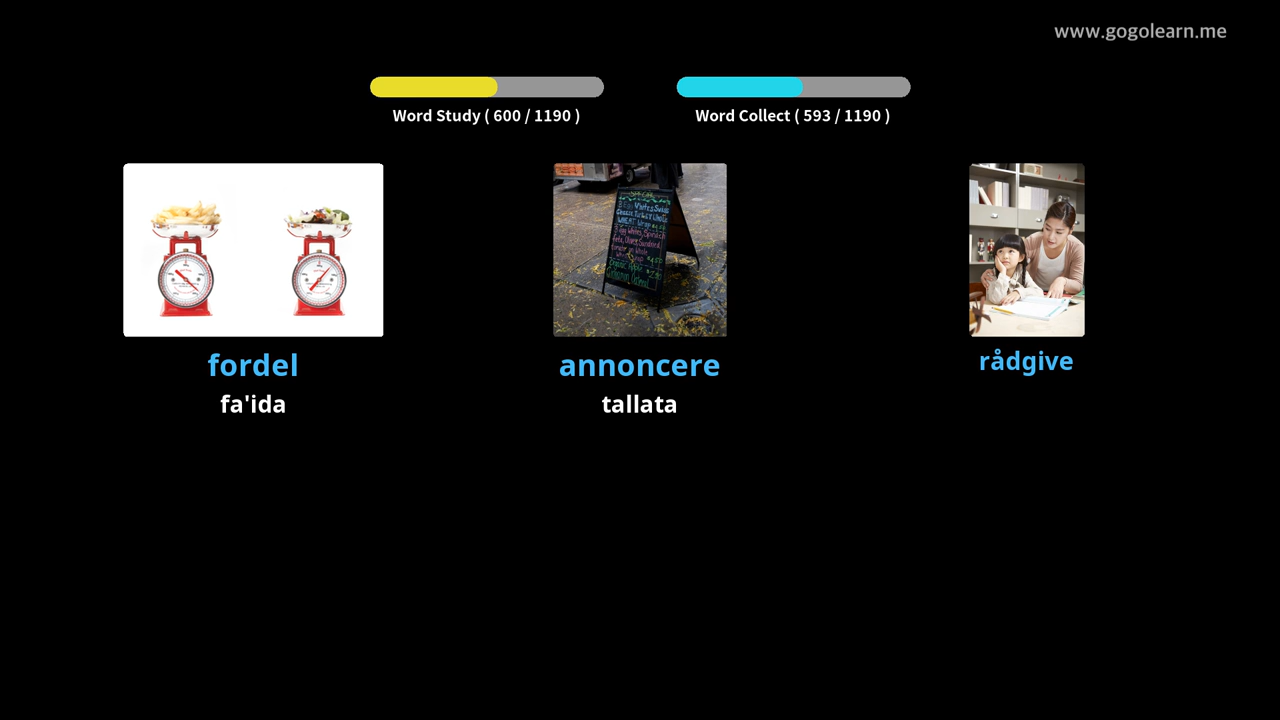 www.gogolearn.me
Word Study ( 600 / 1190 )
Word Collect ( 593 / 1190 )
fordel
annoncere
rådgive
fa'ida
tallata